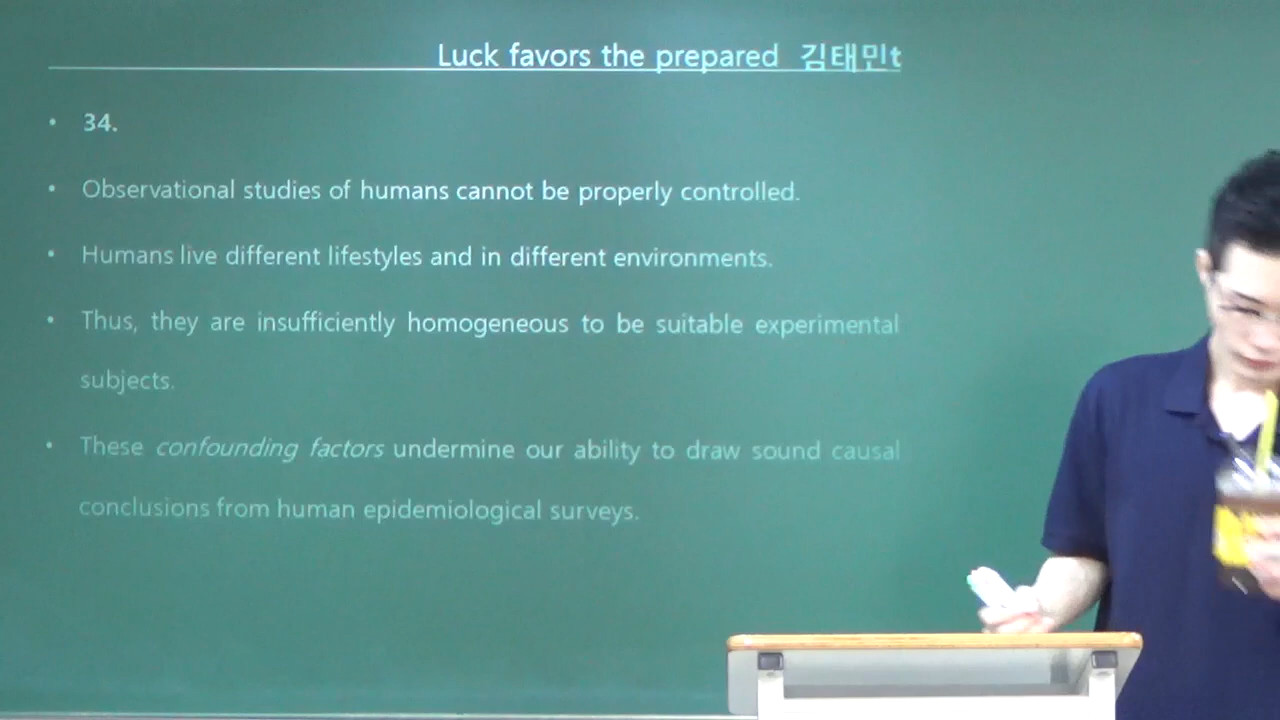 Luck favors the prepared 김태민t
• 34.
• Observational studies of humans cannot be properly controlled.
• Humans live different lifestyles and in different environments.
• Thus, they are insufficiently homogeneous to be suitable experimental
subjects.
• These confounding factors undermine our ability to draw sound causal
conclusions from human epidemiological surveys.